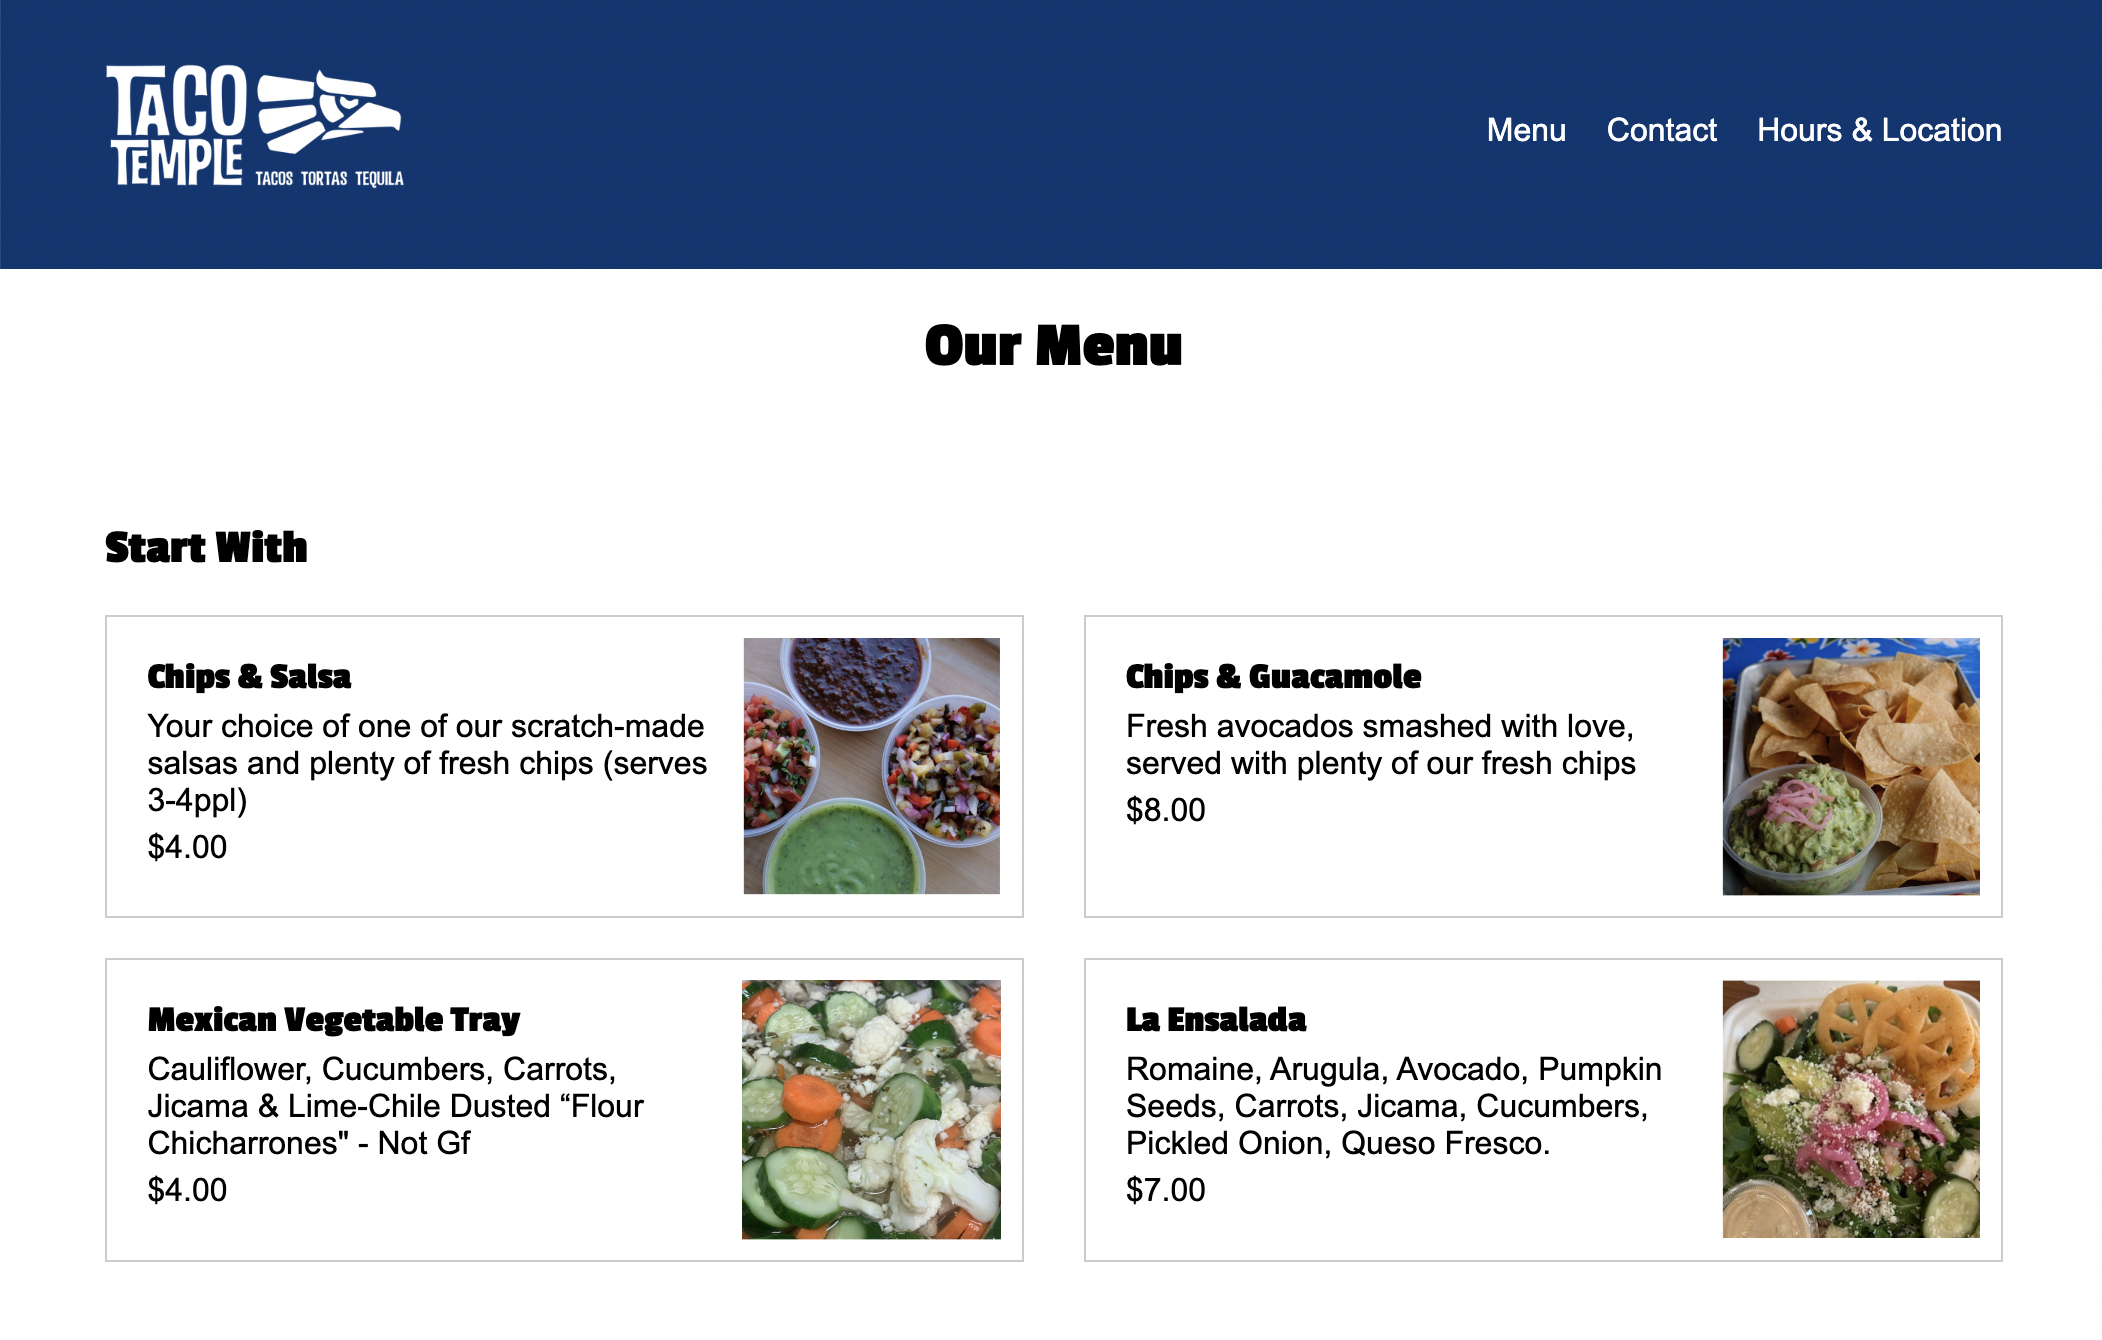 TACO
TEMPLE
TACOS TORTAS TEQUILA
Menu Contact Hours & Location
Our Menu
Start With
Chips & Salsa
Your choice of one of our scratch-made
salsas and plenty of fresh chips (serves
3-4ppl)
$4.00
Chips & Guacamole
Fresh avocados smashed with love,
served with plenty of our fresh chips
$8.00
Mexican Vegetable Tray
Cauliflower, Cucumbers, Carrots,
Jicama & Lime-Chile Dusted “Flour
Chicharrones" - Not Gf
$4.00
La Ensalada
Romaine, Arugula, Avocado, Pumpkin
Seeds, Carrots, Jicama, Cucumbers,
Pickled Onion, Queso Fresco.
$7.00